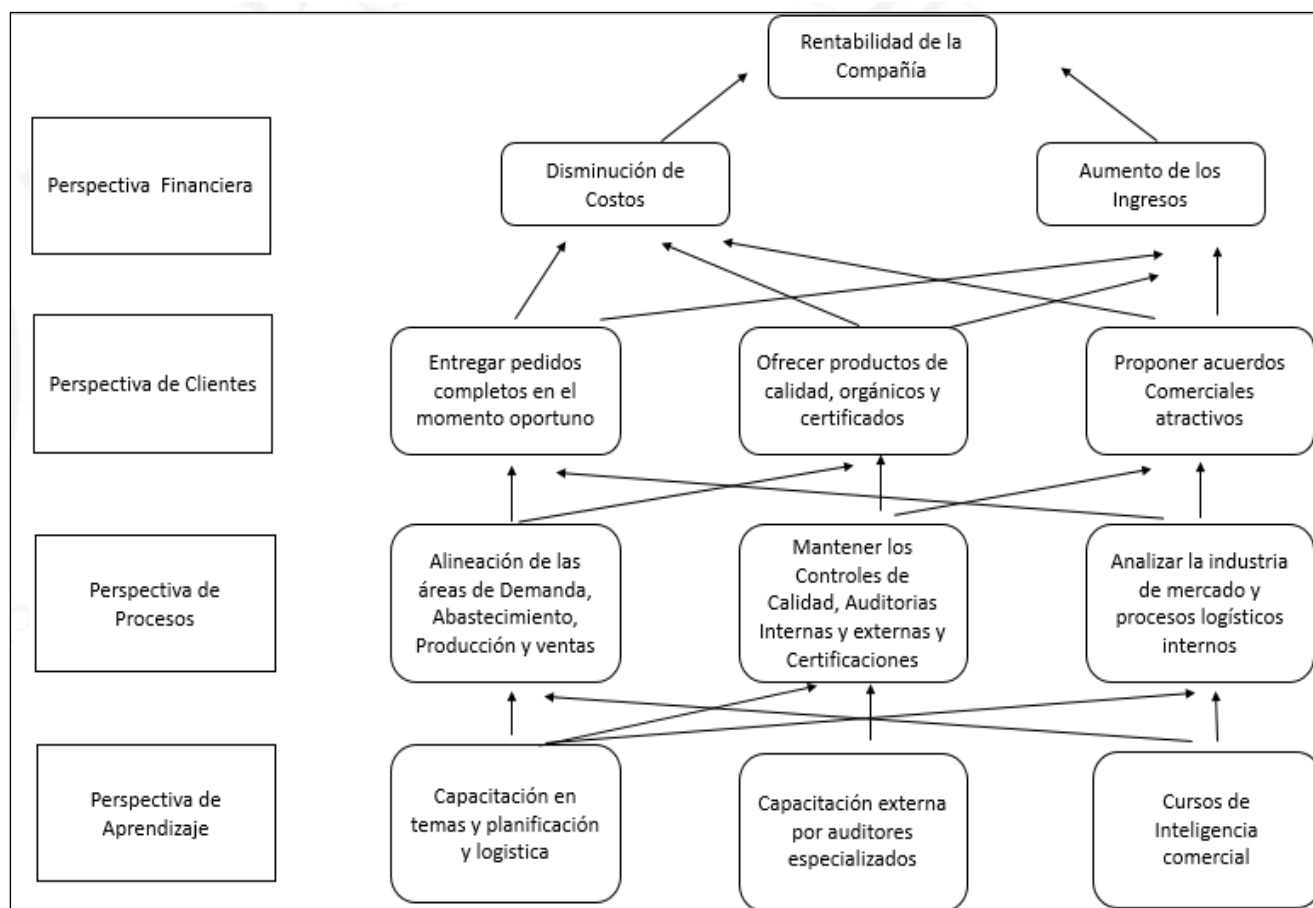 Rentabilidad de la
Compañía
Perspectiva Financiera
Disminución de
Costos
Aumento de los
Ingresos
Perspectiva de Clientes
Entregar pedidos
completos en el
momento oportuno
Ofrecer productos de
calidad, orgánicos y
certificados
Proponer acuerdos
Comerciales
atractivos
Perspectiva de
Procesos
Alineación de las
áreas de Demanda,
Abastecimiento,
Producción y ventas
Mantener los
Controles de
Calidad, Auditorias
Internas y externas y
Certificaciones
Analizar la industria
de mercado y
procesos logísticos
internos
Perspectiva de
Aprendizaje
Capacitación en
temas y planificación
y logistica
Capacitación externa
por auditores
especializados
Cursos de
Inteligencia
comercial